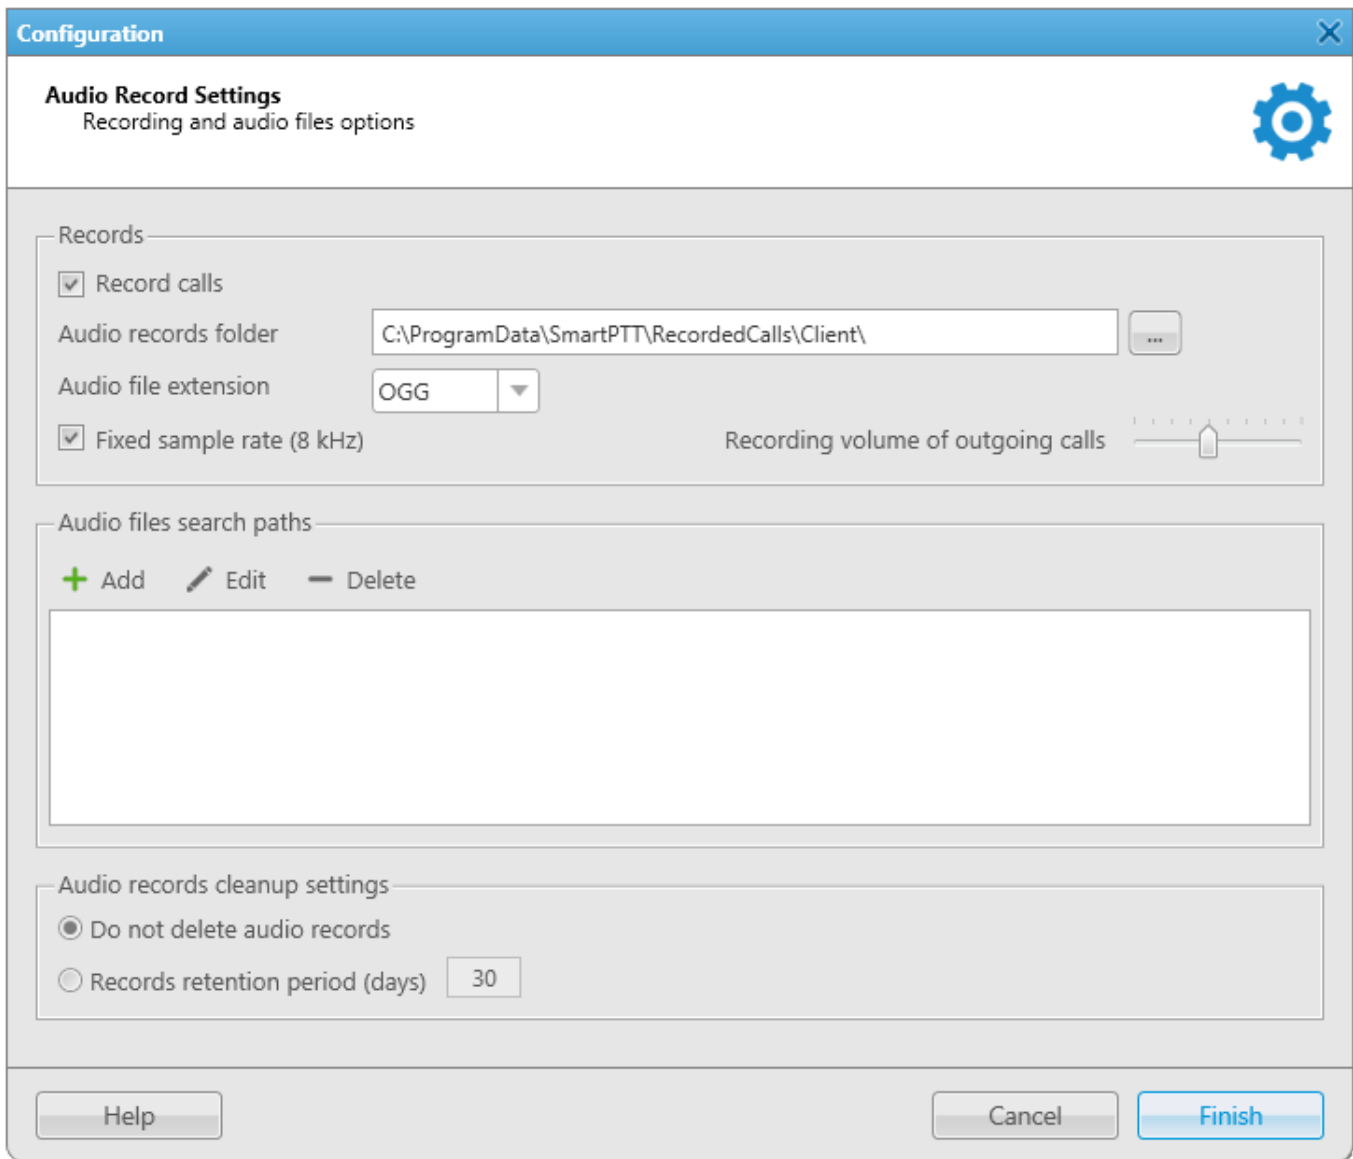 Configuration
Audio Record Settings
Recording and audio files options
Records
Record calls
Audio records folder C:\ProgramData\SmartPTT\RecordedCalls\Client\ ...
Audio file extension OGG
Fixed sample rate (8 kHz) Recording volume of outgoing calls
Audio files search paths
Add Edit Delete
Audio records cleanup settings
Do not delete audio records
Records retention period (days) 30
Help Cancel Finish